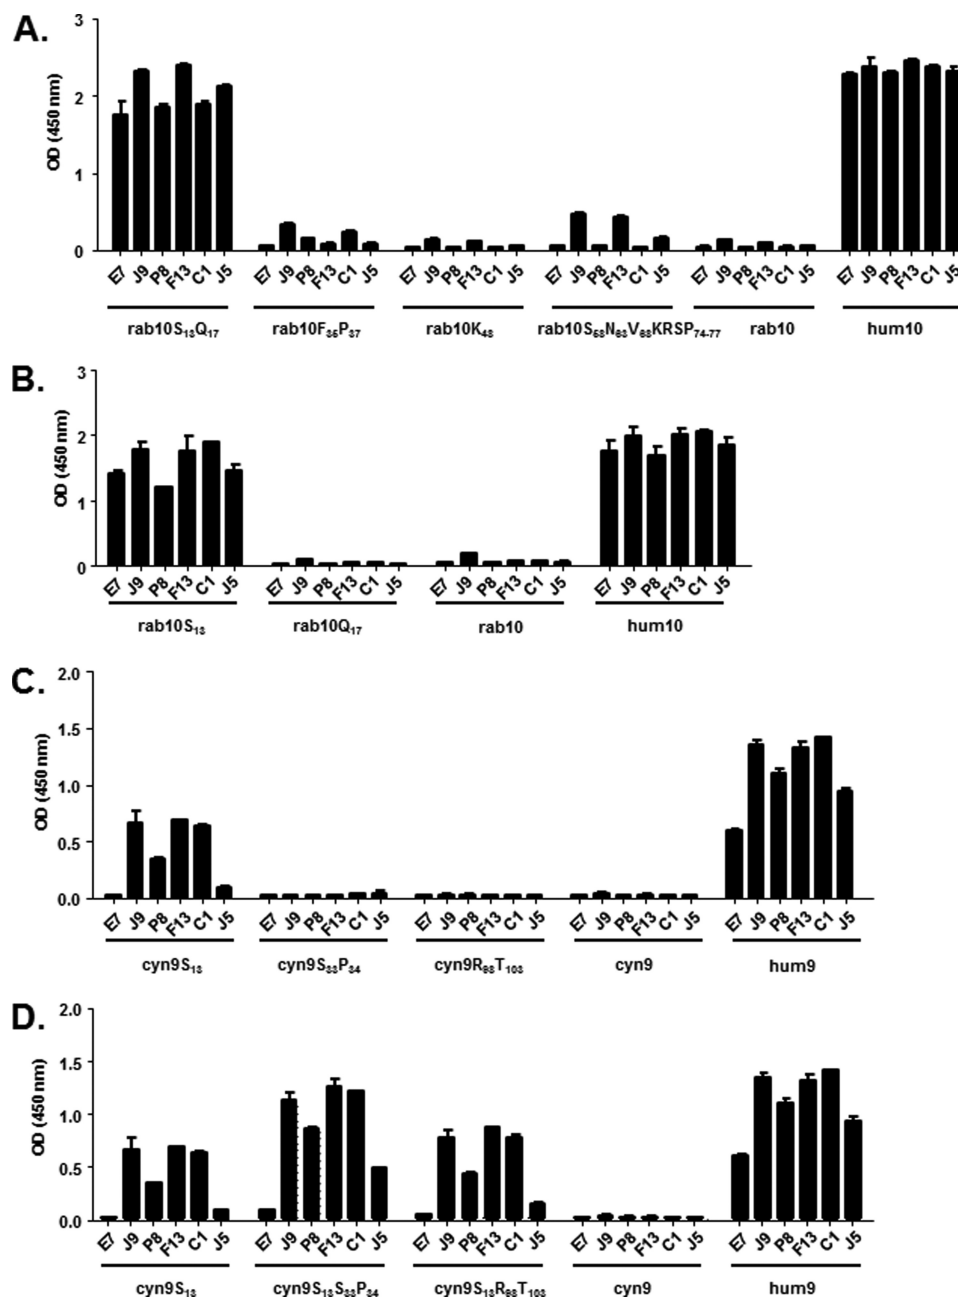 A.
OD (450 nm)
3
2
1
0
E7 J9 P8 F13 C1 J5 E7 J9 P8 F13 C1 J5 E7 J9 P8 F13 C1 J5 E7 J9 P8 F13 C1 J5 E7 J9 P8 F13 C1 J5 E7 J9 P8 F13 C1 J5
rab10S₁₃Q₁₇ rab10F₃₅P₃₇ rab10K₄₈ rab10S₅₈N₆₃V₆₈KRSP₇₄₋₇₇ rab10 hum10
B.
OD (450 nm)
3
2
1
0
E7 J9 P8 F13 C1 J5 E7 J9 P8 F13 C1 J5 E7 J9 P8 F13 C1 J5 E7 J9 P8 F13 C1 J5
rab10S₁₃ rab10Q₁₇ rab10 hum10
C.
OD (450 nm)
2.0
1.5
1.0
0.5
0.0
E7 J9 P8 F13 C1 J5 E7 J9 P8 F13 C1 J5 E7 J9 P8 F13 C1 J5 E7 J9 P8 F13 C1 J5 E7 J9 P8 F13 C1 J5
cyn9S₁₃ cyn9S₃₃P₃₄ cyn9R₉₈T₁₀₃ cyn9 hum9
D.
OD (450 nm)
2.0
1.5
1.0
0.5
0.0
E7 J9 P8 F13 C1 J5 E7 J9 P8 F13 C1 J5 E7 J9 P8 F13 C1 J5 E7 J9 P8 F13 C1 J5 E7 J9 P8 F13 C1 J5
cyn9S₁₃ cyn9S₁₃S₃₃P₃₄ cyn9S₁₃R₉₈T₁₀₃ cyn9 hum9